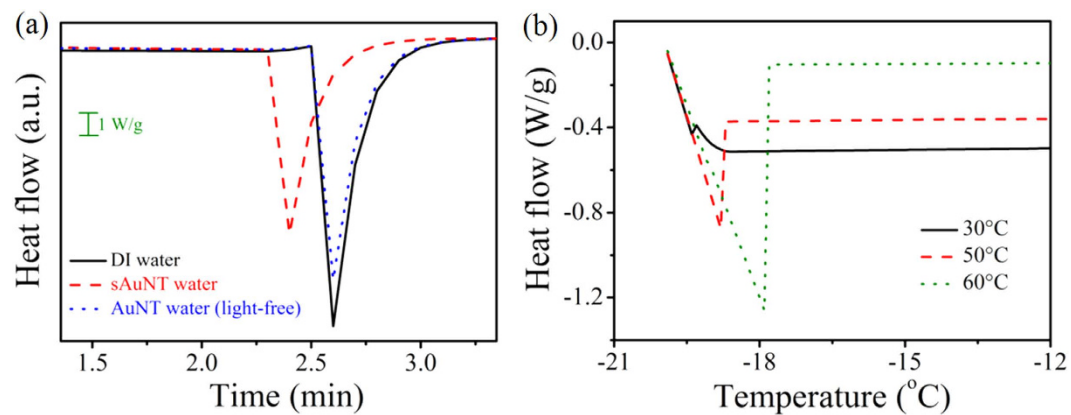 (a)
Heat flow (a.u.)
1 W/g
DI water
sAuNT water
AuNT water (light-free)
1.5 2.0 2.5 3.0
Time (min)
(b)
Heat flow (W/g)
0.0
-0.4
-0.8
-1.2
30°C
50°C
60°C
-21 -18 -15 -12
Temperature (°C)